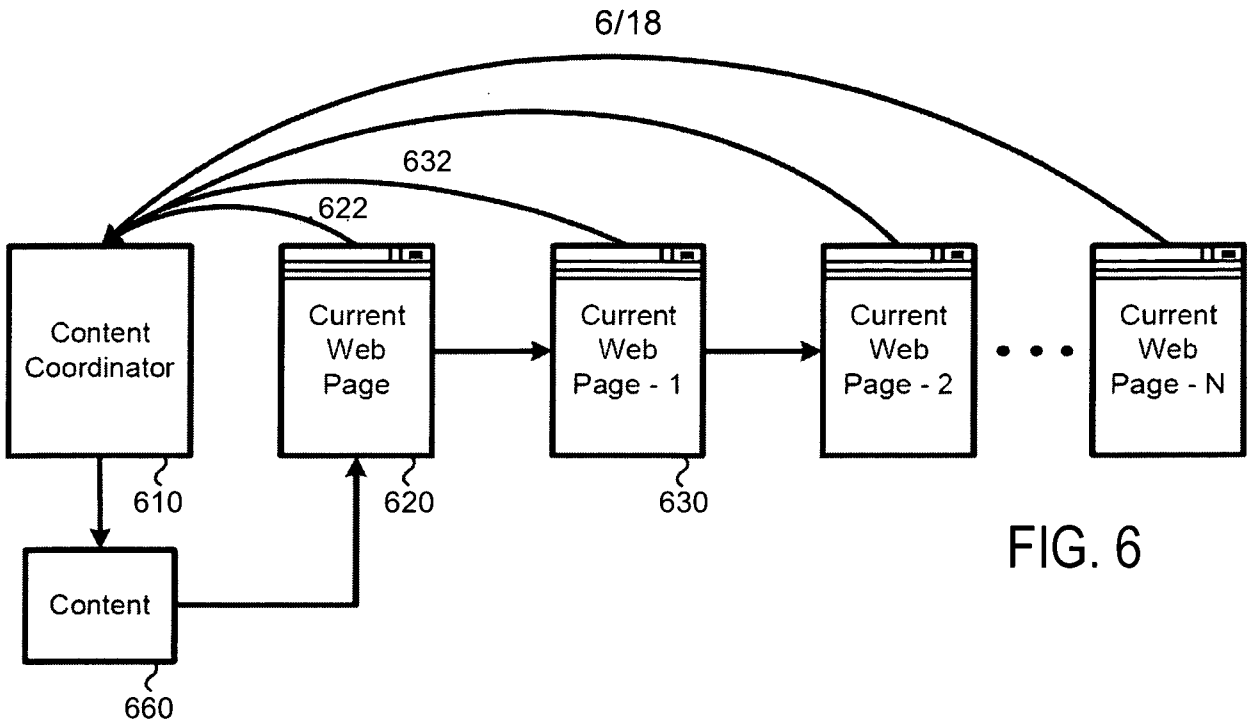 6/18
632
622
Content
Coordinator
Current
Web
Page
Current
Web
Page - 1
Current
Web
Page - 2
Current
Web
Page - N
610
620
630
Content
660
FIG. 6